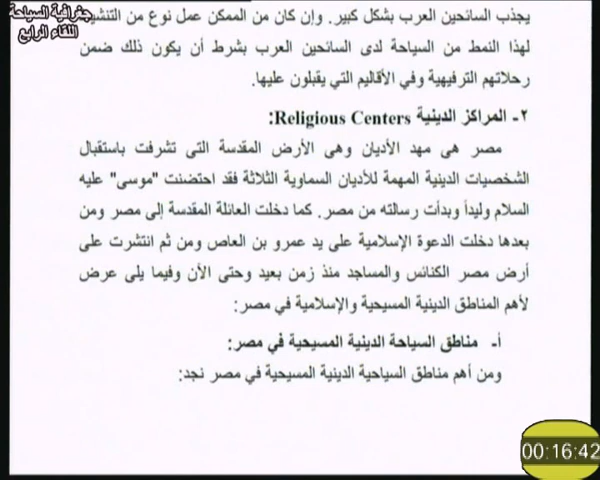 جغرافية السياحة
اللقاء الرابع
يجذب السائحين العرب بشكل كبير. وإن كان من الممكن عمل نوع من التنشي
لهذا النمط من السياحة لدى السائحين العرب بشرط أن يكون ذلك ضمن
رحلاتهم الترفيهية وفي الأقاليم التي يقبلون عليها.
٢- المراكز الدينية Religious Centers:
مصر هى مهد الأديان وهى الأرض المقدسة التى تشرفت باستقبال
الشخصيات الدينية المهمة للأديان السماوية الثلاثة فقد احتضنت "موسى" عليه
السلام وليداً وبدأت رسالته من مصر. كما دخلت العائلة المقدسة إلى مصر ومن
بعدها دخلت الدعوة الإسلامية على يد عمرو بن العاص ومن ثم انتشرت على
أرض مصر الكنائس والمساجد منذ زمن بعيد وحتى الآن وفيما يلى عرض
لأهم المناطق الدينية المسيحية والإسلامية في مصر:
أ- مناطق السياحة الدينية المسيحية في مصر:
ومن أهم مناطق السياحية الدينية المسيحية في مصر نجد:
00:16:42